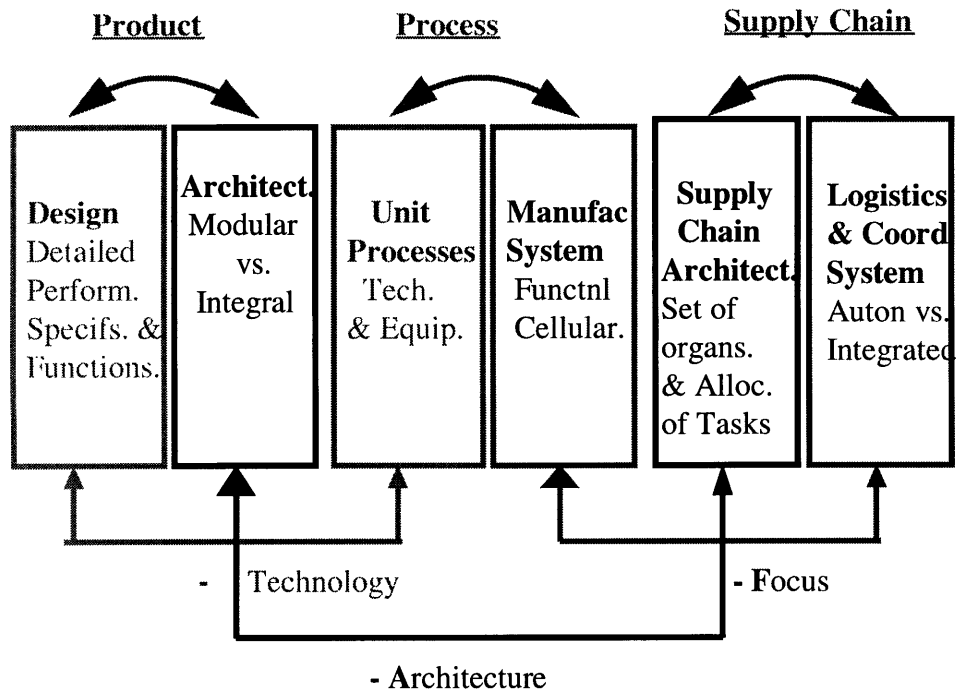 Product
Process
Supply Chain
Design
Detailed
Perform.
Specifs. &
Functions.
Architect.
Modular
vs.
Integral
Unit
Processes
Tech.
& Equip.
Manufac
System
Functnl
Cellular.
Supply
Chain
Architect.
Set of
organs.
& Alloc.
of Tasks
Logistics
& Coord
System
Auton vs.
Integrated
- Technology
- Focus
- Architecture